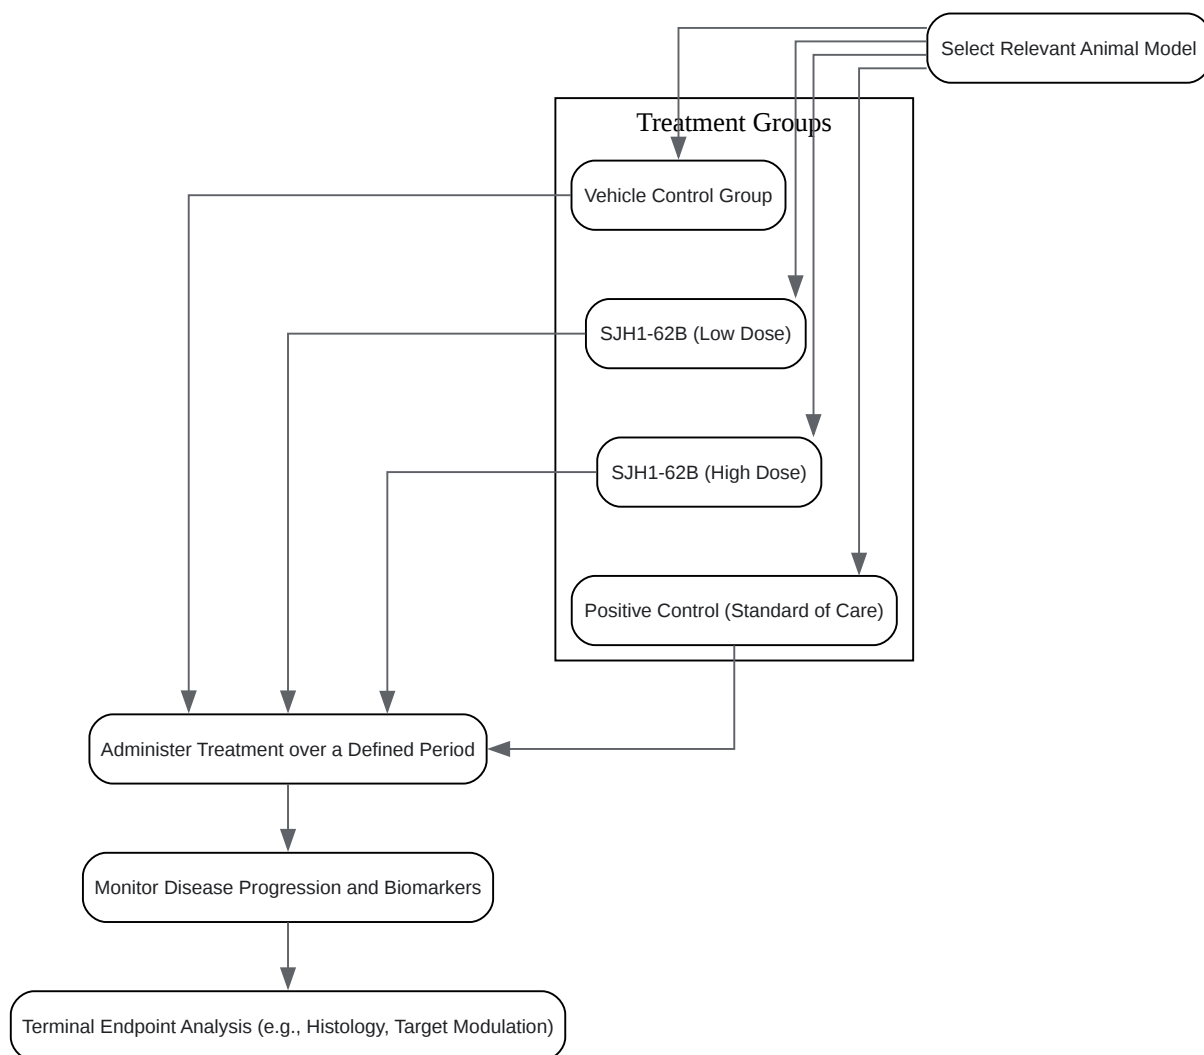 Select Relevant Animal Model
Treatment Groups
Vehicle Control Group
SJH1-62B (Low Dose)
SJH1-62B (High Dose)
Positive Control (Standard of Care)
Administer Treatment over a Defined Period
Monitor Disease Progression and Biomarkers
Terminal Endpoint Analysis (e.g., Histology, Target Modulation)